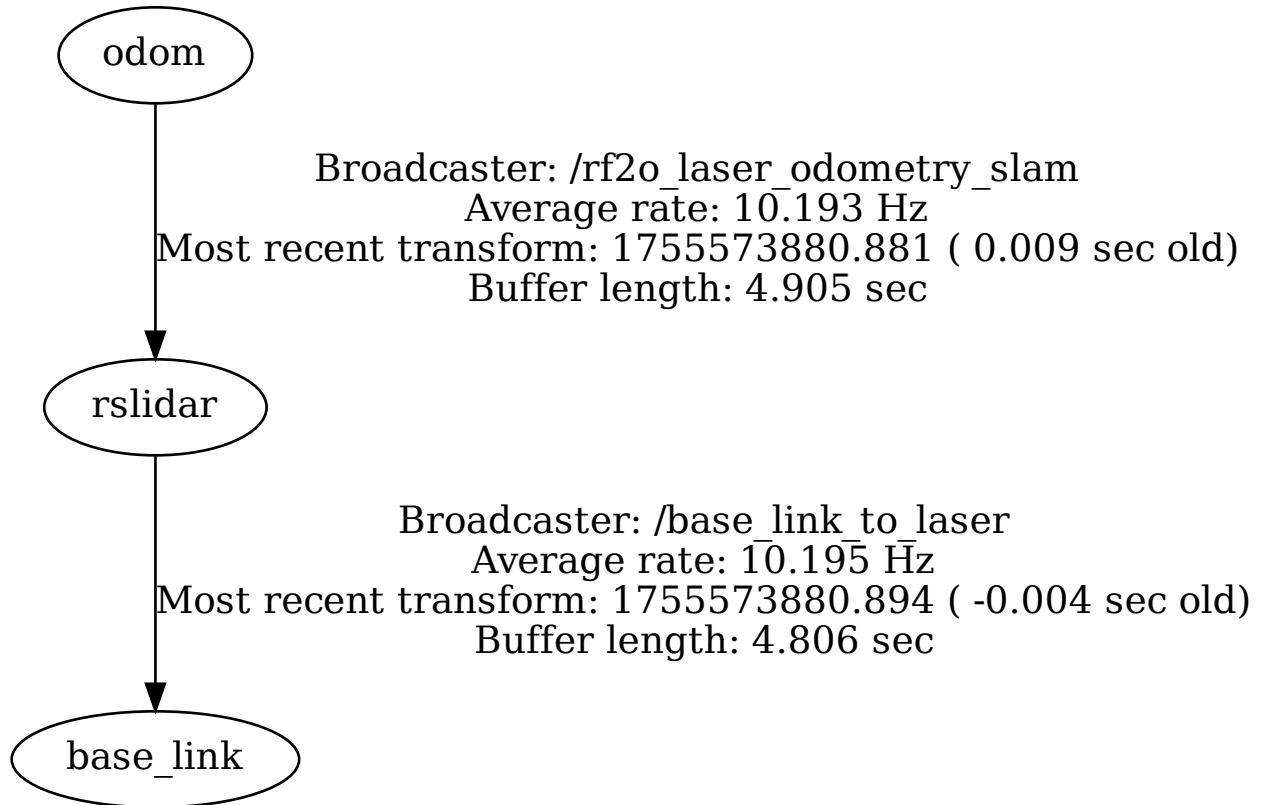 odom
Broadcaster: /rf2o_laser_odometry_slam
Average rate: 10.193 Hz
Most recent transform: 1755573880.881 ( 0.009 sec old)
Buffer length: 4.905 sec
rslidar
Broadcaster: /base_link_to_laser
Average rate: 10.195 Hz
Most recent transform: 1755573880.894 ( -0.004 sec old)
Buffer length: 4.806 sec
base_link